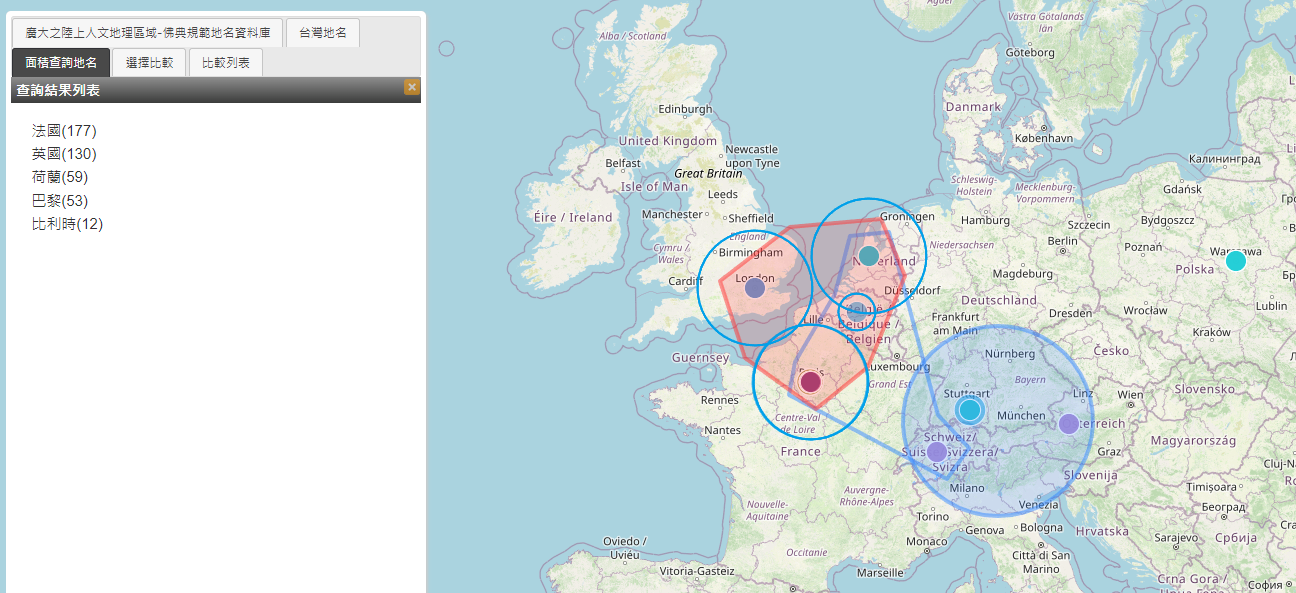 廣大之陸上人文地理區域-佛典規範地名資料庫
台灣地名
面積查詢地名
選擇比較
比較列表
查詢結果列表
法國(177)
英國(130)
荷蘭(59)
巴黎(53)
比利時(12)
Alba / Scotland
Västra Götalands
län
Göteborg
Edinburgh
Danmark
København
United Kingdom
Newcastle
upon Tyne
Belfast
Great Britain
Калининград
Isle of Man
Leeds
Schleswig-
Holstein
Mecklenburg-
Vorpommern
Gdańsk
Éire / Ireland
Manchester
Sheffield
Groningen
Hamburg
Szczecin
Bydgoszcz
England
Cymru /
Wales
Birmingham
Niedersachsen
Berlin
Poznań
Warszawa
Nederland
Polska
Cardiff
London
Magdeburg
Düsseldorf
Deutschland
Lublin
België /
Belgique /
Belgien
Lille
Frankfurt
am Main
Dresden
Wrocław
Kraków
Guernsey
Luxembourg
Nürnberg
Česko
Paris
Grand Est
Bayern
Slovensko
Rennes
Stuttgart
Linz
Wien
München
Centre-Val
de Loire
Österreich
Nantes
Schweiz/
Suisse/Svizzera/
Svizra
Magyarország
France
Graz
Slovenija
Milano
Timișoara
Auvergne-
Rhône-Alpes
Nouvelle-
Aquitaine
Venezia
Београд
Torino
Genova
Bologna
Hrvatska
Sarajevo
Србија
Oviedo /
Uviéu
Monaco
Occitanie
Città di San
Marino
Vitoria-Gasteiz
Marseille
Crna Gora /
София